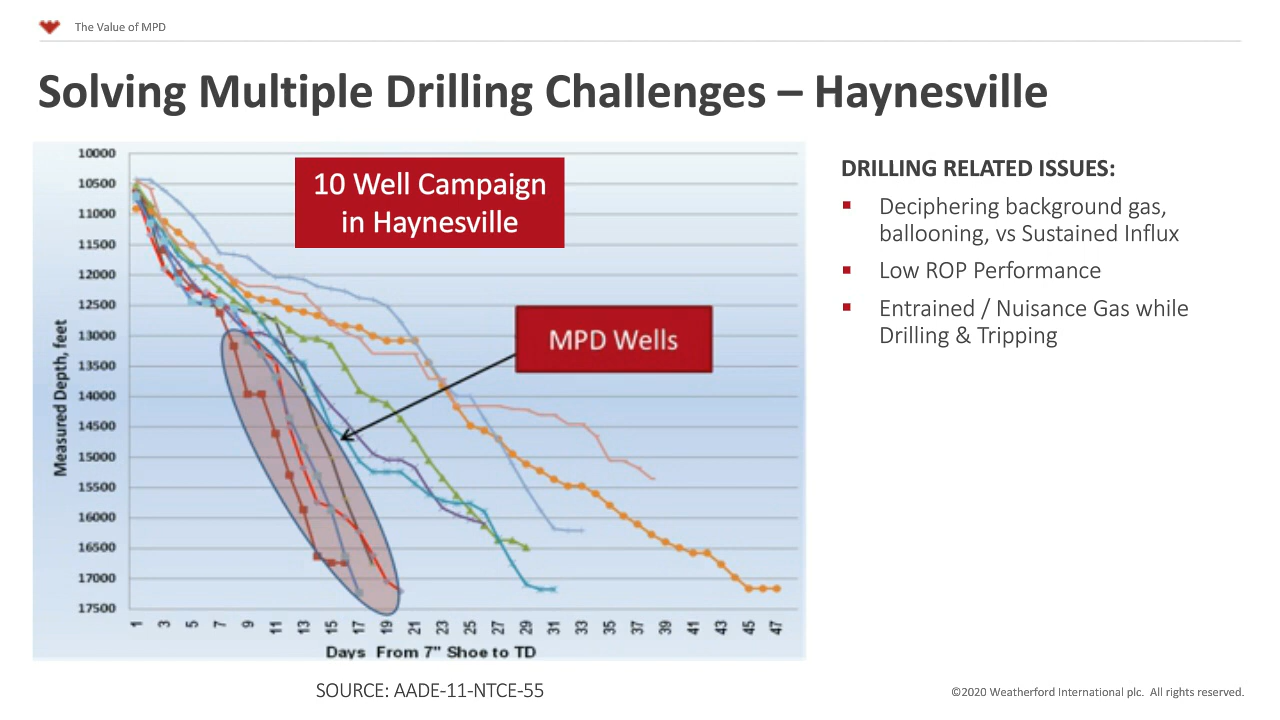 The Value of MPD
Solving Multiple Drilling Challenges – Haynesville
10000
10500
11000
11500
12000
12500
13000
13500
14000
14500
15000
15500
16000
16500
17000
17500
Measured Depth, feet
10 Well Campaign
in Haynesville
MPD Wells
1 3 5 7 9 11 13 15 17 19 21 23 25 27 29 31 33 35 37 39 41 43 45 47
Days From 7" Shoe to TD
SOURCE: AADE-11-NTCE-55
DRILLING RELATED ISSUES:
▪ Deciphering background gas,
ballooning, vs Sustained Influx
▪ Low ROP Performance
▪ Entrained / Nuisance Gas while
Drilling & Tripping
©2020 Weatherford International plc. All rights reserved.